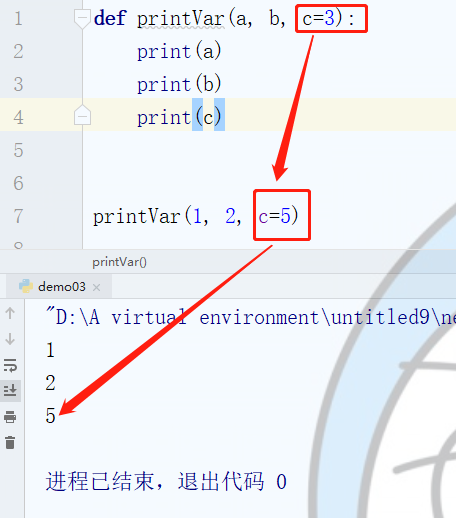 1 def printVar(a, b, c=3):
2 print(a)
3 print(b)
4 print(c)
5
6
7 printVar(1, 2, c=5)
8
printVar()
demo03 ×
"D:\A virtual environment\untitled9\ne
1
2
5
进程已结束，退出代码 0